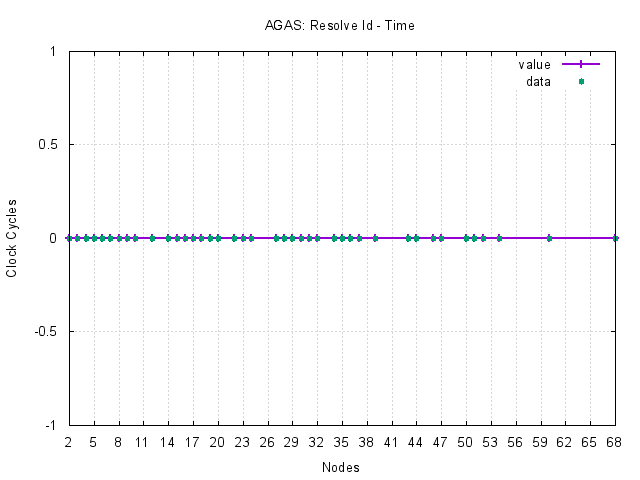 AGAS: Resolve Id - Time
value
data
1
0.5
0
-0.5
-1
Clock Cycles
2 5 8 11 14 17 20 23 26 29 32 35 38 41 44 47 50 53 56 59 62 65 68
Nodes